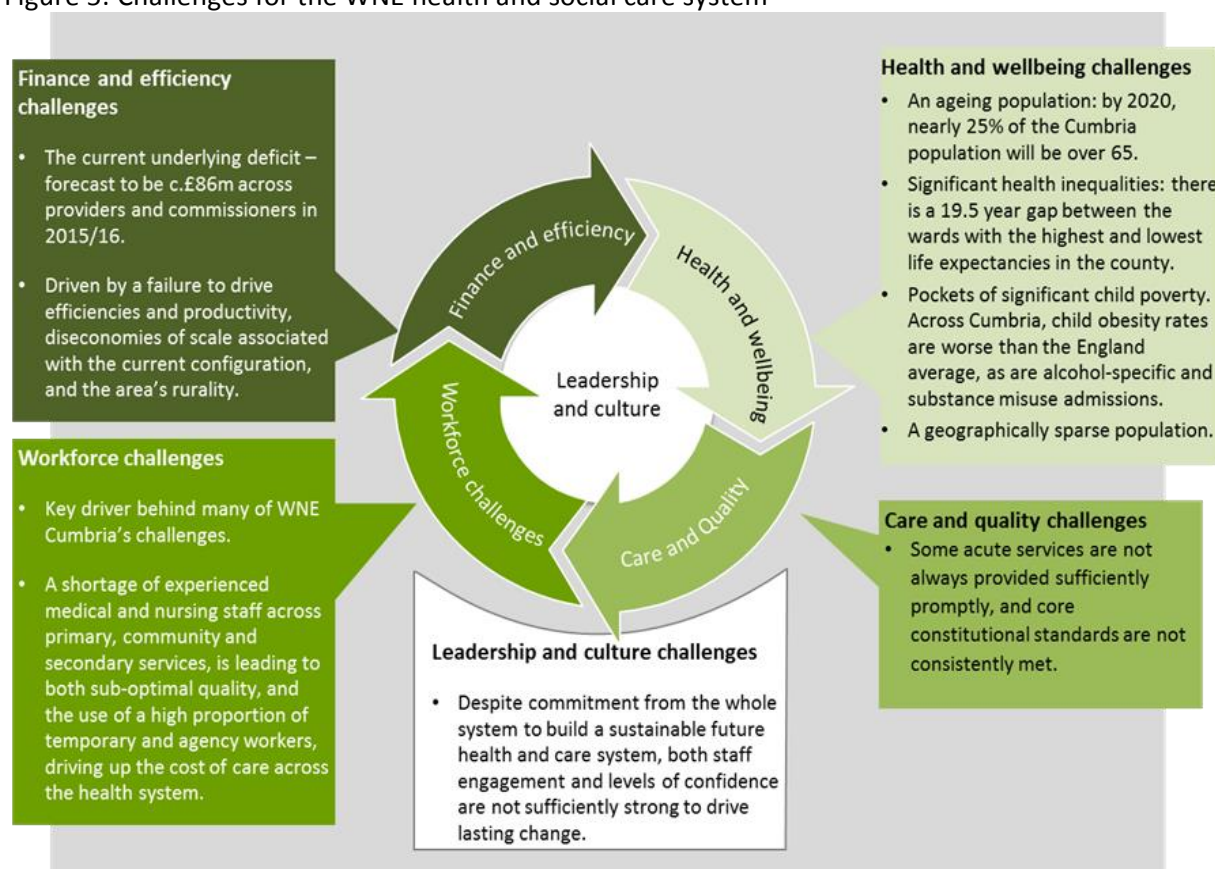 Figure 3: Challenges for the WNE health and social care system
Finance and efficiency
challenges
• The current underlying deficit –
forecast to be c.£86m across
providers and commissioners in
2015/16.
• Driven by a failure to drive
efficiencies and productivity,
diseconomies of scale associated
with the current configuration,
and the area's rurality.
Workforce challenges
• Key driver behind many of WNE
Cumbria's challenges.
• A shortage of experienced
medical and nursing staff across
primary, community and
secondary services, is leading to
both sub-optimal quality, and
the use of a high proportion of
temporary and agency workers,
driving up the cost of care across
the health system.
Finance and efficiency
Health and wellbeing
Care and Quality
Workforce challenges
Leadership
and culture
Leadership and culture challenges
• Despite commitment from the whole
system to build a sustainable future
health and care system, both staff
engagement and levels of confidence
are not sufficiently strong to drive
lasting change.
Health and wellbeing challenges
• An ageing population: by 2020,
nearly 25% of the Cumbria
population will be over 65.
• Significant health inequalities: there
is a 19.5 year gap between the
wards with the highest and lowest
life expectancies in the county.
• Pockets of significant child poverty.
Across Cumbria, child obesity rates
are worse than the England
average, as are alcohol-specific and
substance misuse admissions.
• A geographically sparse population.
Care and quality challenges
• Some acute services are not
always provided sufficiently
promptly, and core
constitutional standards are not
consistently met.